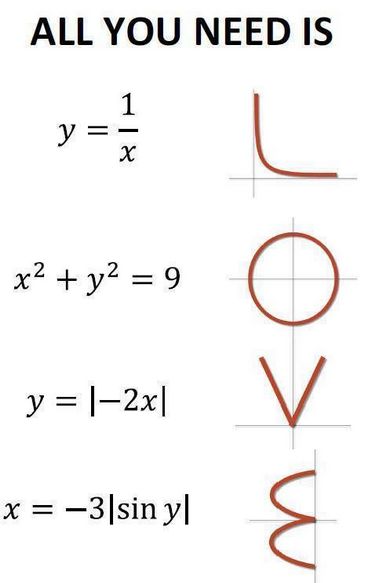 ALL YOU NEED IS
y = 1/x
x² + y² = 9
y = |−2x|
x = −3|sin y|